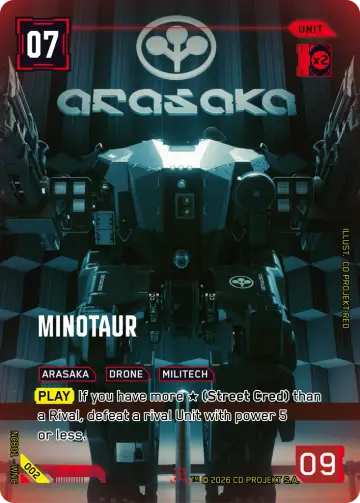 07
UNIT
x2
ARASAKA
MINOTAUR
ARASAKA DRONE MILITECH
PLAY If you have more ★ (Street Cred) than
a Rival, defeat a rival Unit with power 5
or less.
09
002
™ © 2026 CD PROJEKT S.A.
ILLUST. CD PROJEKT RED